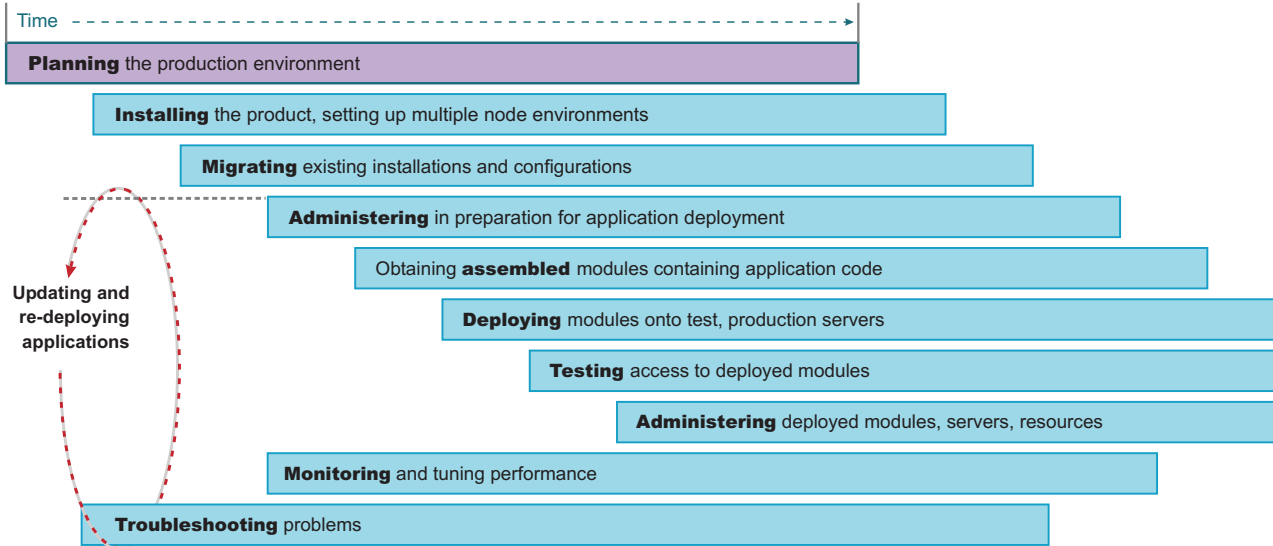 Time
Planning the production environment
Installing the product, setting up multiple node environments
Migrating existing installations and configurations
Administering in preparation for application deployment
Obtaining assembled modules containing application code
Updating and
re-deploying
applications
Deploying modules onto test, production servers
Testing access to deployed modules
Administering deployed modules, servers, resources
Monitoring and tuning performance
Troubleshooting problems